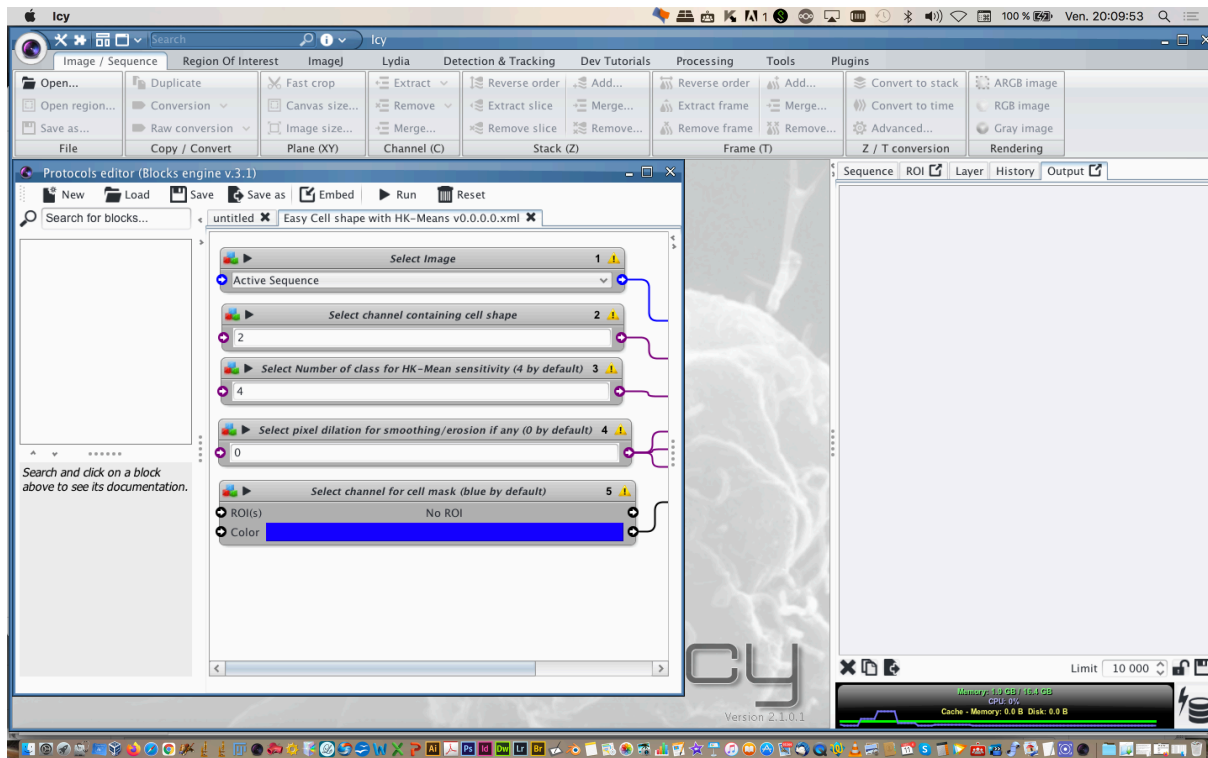 Icy 1 100 % Ven. 20:09:53
Search Icy
Image / Sequence Region Of Interest ImageJ Lydia Detection & Tracking Dev Tutorials Processing Tools Plugins
Open... Duplicate Fast crop Extract Reverse order Add... Reverse order Add... Convert to stack ARGB image
Open region... Conversion Canvas size... Remove Extract slice Merge... Extract frame Merge... Convert to time RGB image
Save as... Raw conversion Image size... Merge... Remove slice Remove... Remove frame Remove... Advanced... Gray image
File Copy / Convert Plane (XY) Channel (C) Stack (Z) Frame (T) Z / T conversion Rendering
Protocols editor (Blocks engine v.3.1)
New Load Save Save as Embed Run Reset
Search for blocks...
untitled Easy Cell shape with HK-Means v0.0.0.0.xml
Select Image 1
Active Sequence
Select channel containing cell shape 2
2
Select Number of class for HK-Mean sensitivity (4 by default) 3
4
Select pixel dilation for smoothing/erosion if any (0 by default) 4
0
Select channel for cell mask (blue by default) 5
ROI(s) No ROI
Color
Search and click on a block
above to see its documentation.
cy
Version 2.1.0.1
Sequence ROI Layer History Output
Limit 10 000
Memory: 1.9 GB / 16.4 GB
CPU: 0%
Cache - Memory: 0.0 B Disk: 0.0 B